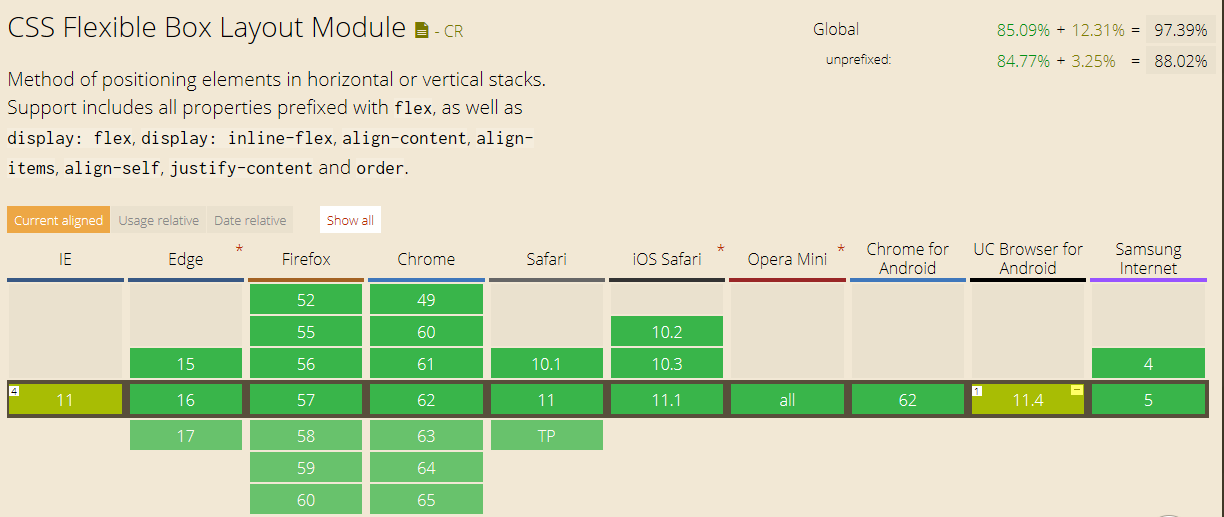 CSS Flexible Box Layout Module - CR
Global 85.09% + 12.31% = 97.39%
unprefixed: 84.77% + 3.25% = 88.02%
Method of positioning elements in horizontal or vertical stacks.
Support includes all properties prefixed with flex, as well as
display: flex, display: inline-flex, align-content, align-
items, align-self, justify-content and order.
Current aligned Usage relative Date relative Show all
IE Edge * Firefox Chrome Safari iOS Safari * Opera Mini * Chrome for Android UC Browser for Android Samsung Internet
52 49
55 60 10.2
15 56 61 10.1 10.3 4
4 11 16 57 62 11 11.1 all 62 1 11.4 - 5
17 58 63 TP
59 64
60 65